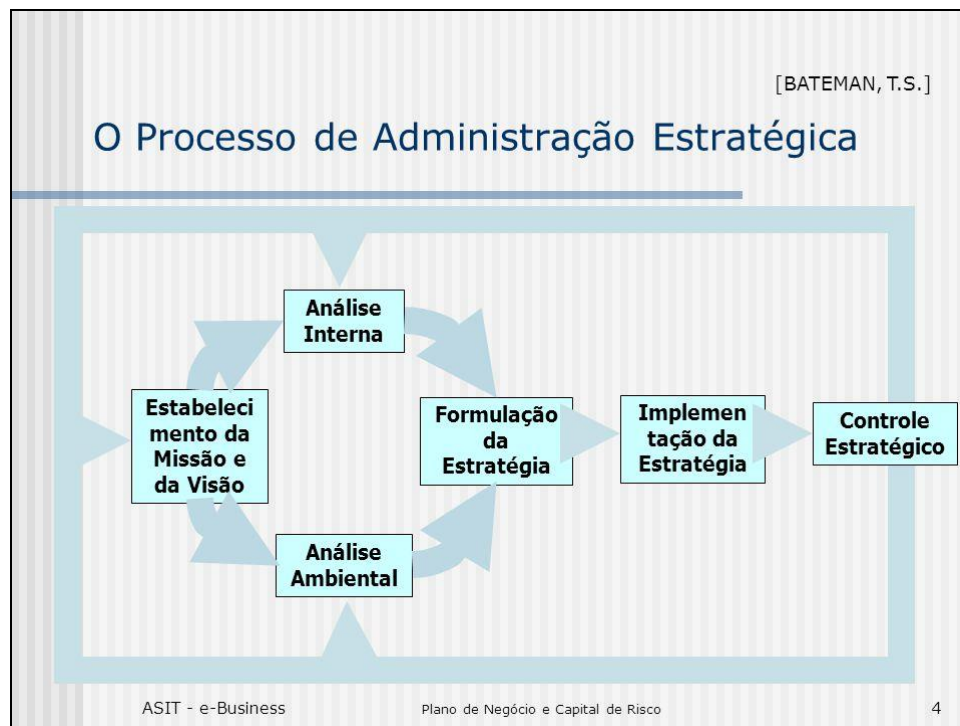 [BATEMAN, T.S.]
O Processo de Administração Estratégica
Análise
Interna
Estabeleci
mento da
Missão e
da Visão
Formulação
da
Estratégia
Implemen
tação da
Estratégia
Controle
Estratégico
Análise
Ambiental
ASIT - e-Business
Plano de Negócio e Capital de Risco
4